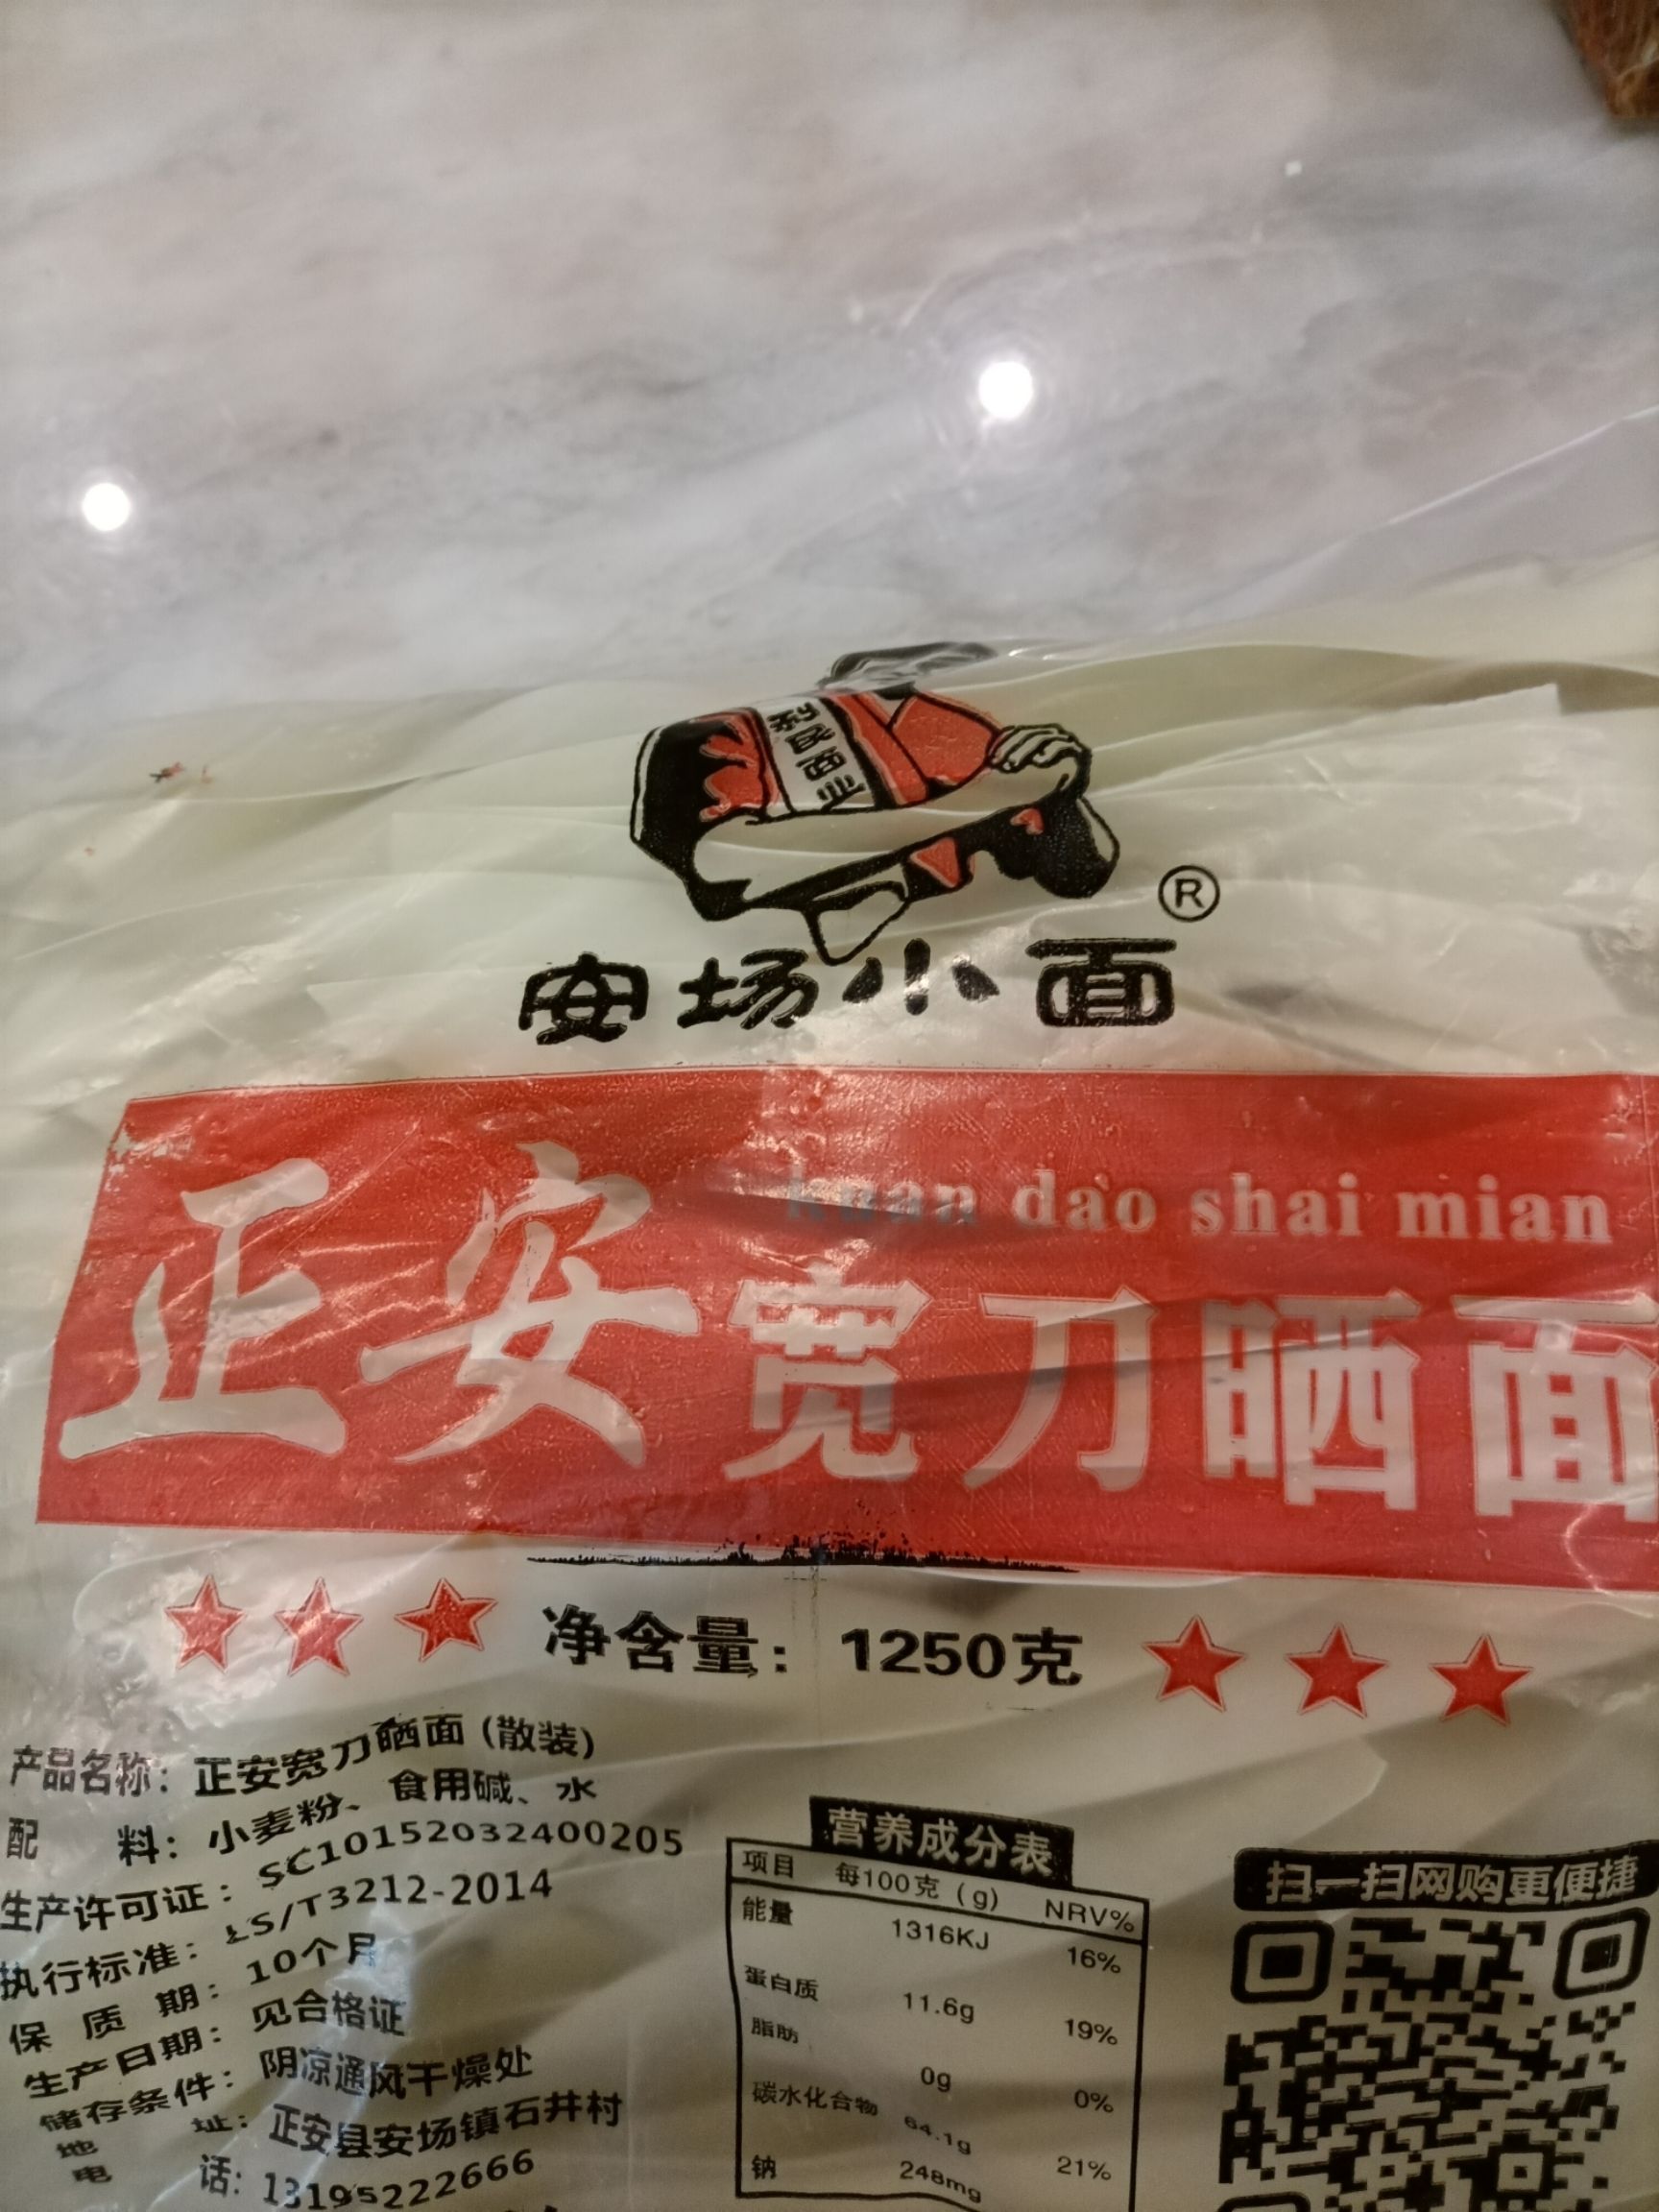 安场小面
®
kuan dao shai mian
正安宽刀晒面
净含量：1250克
产品名称：正安宽刀晒面（散装）
配 料：小麦粉、食用碱、水
生产许可证：SC10152032400205
执行标准：LS/T3212-2014
保 质 期：10个月
生产日期：见合格证
储存条件：阴凉通风干燥处
地 址：正安县安场镇石井村
电 话：13195222666
营养成分表
项目 每100克（g） NRV%
能量 1316KJ 16%
蛋白质 11.6g 19%
脂肪 0g 0%
碳水化合物 64.1g 21%
钠 248mg
扫一扫网购更便捷